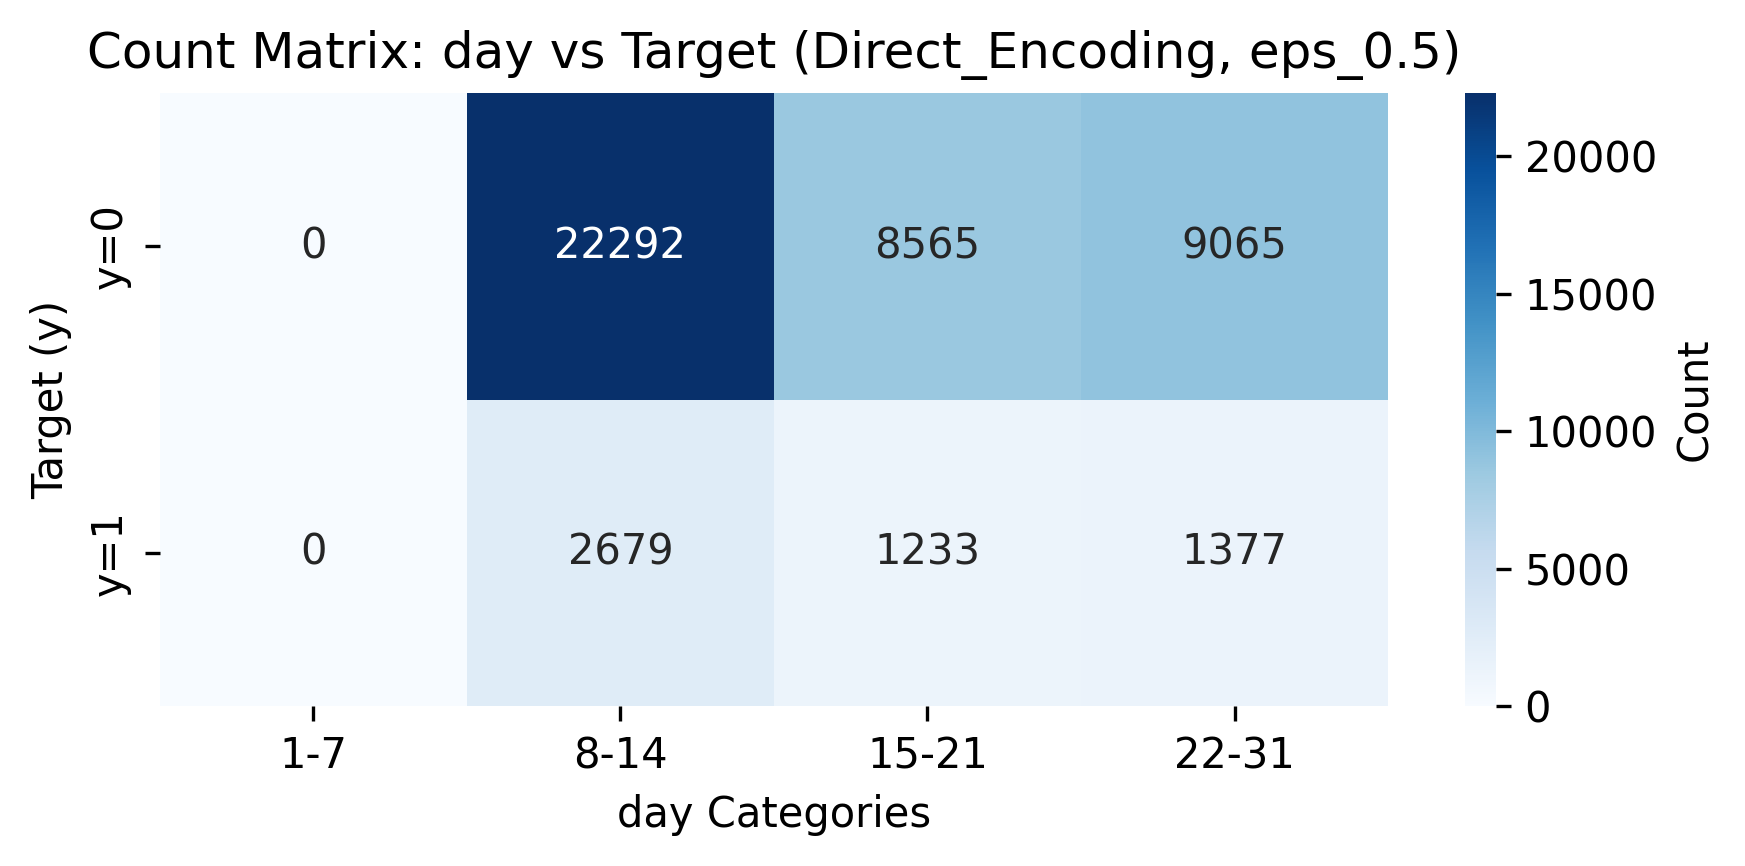 Count Matrix: day vs Target (Direct_Encoding, eps_0.5)
Target (y)
y=0
0 22292 8565 9065
y=1
0 2679 1233 1377
1-7 8-14 15-21 22-31
day Categories
20000
15000
10000
5000
0
Count